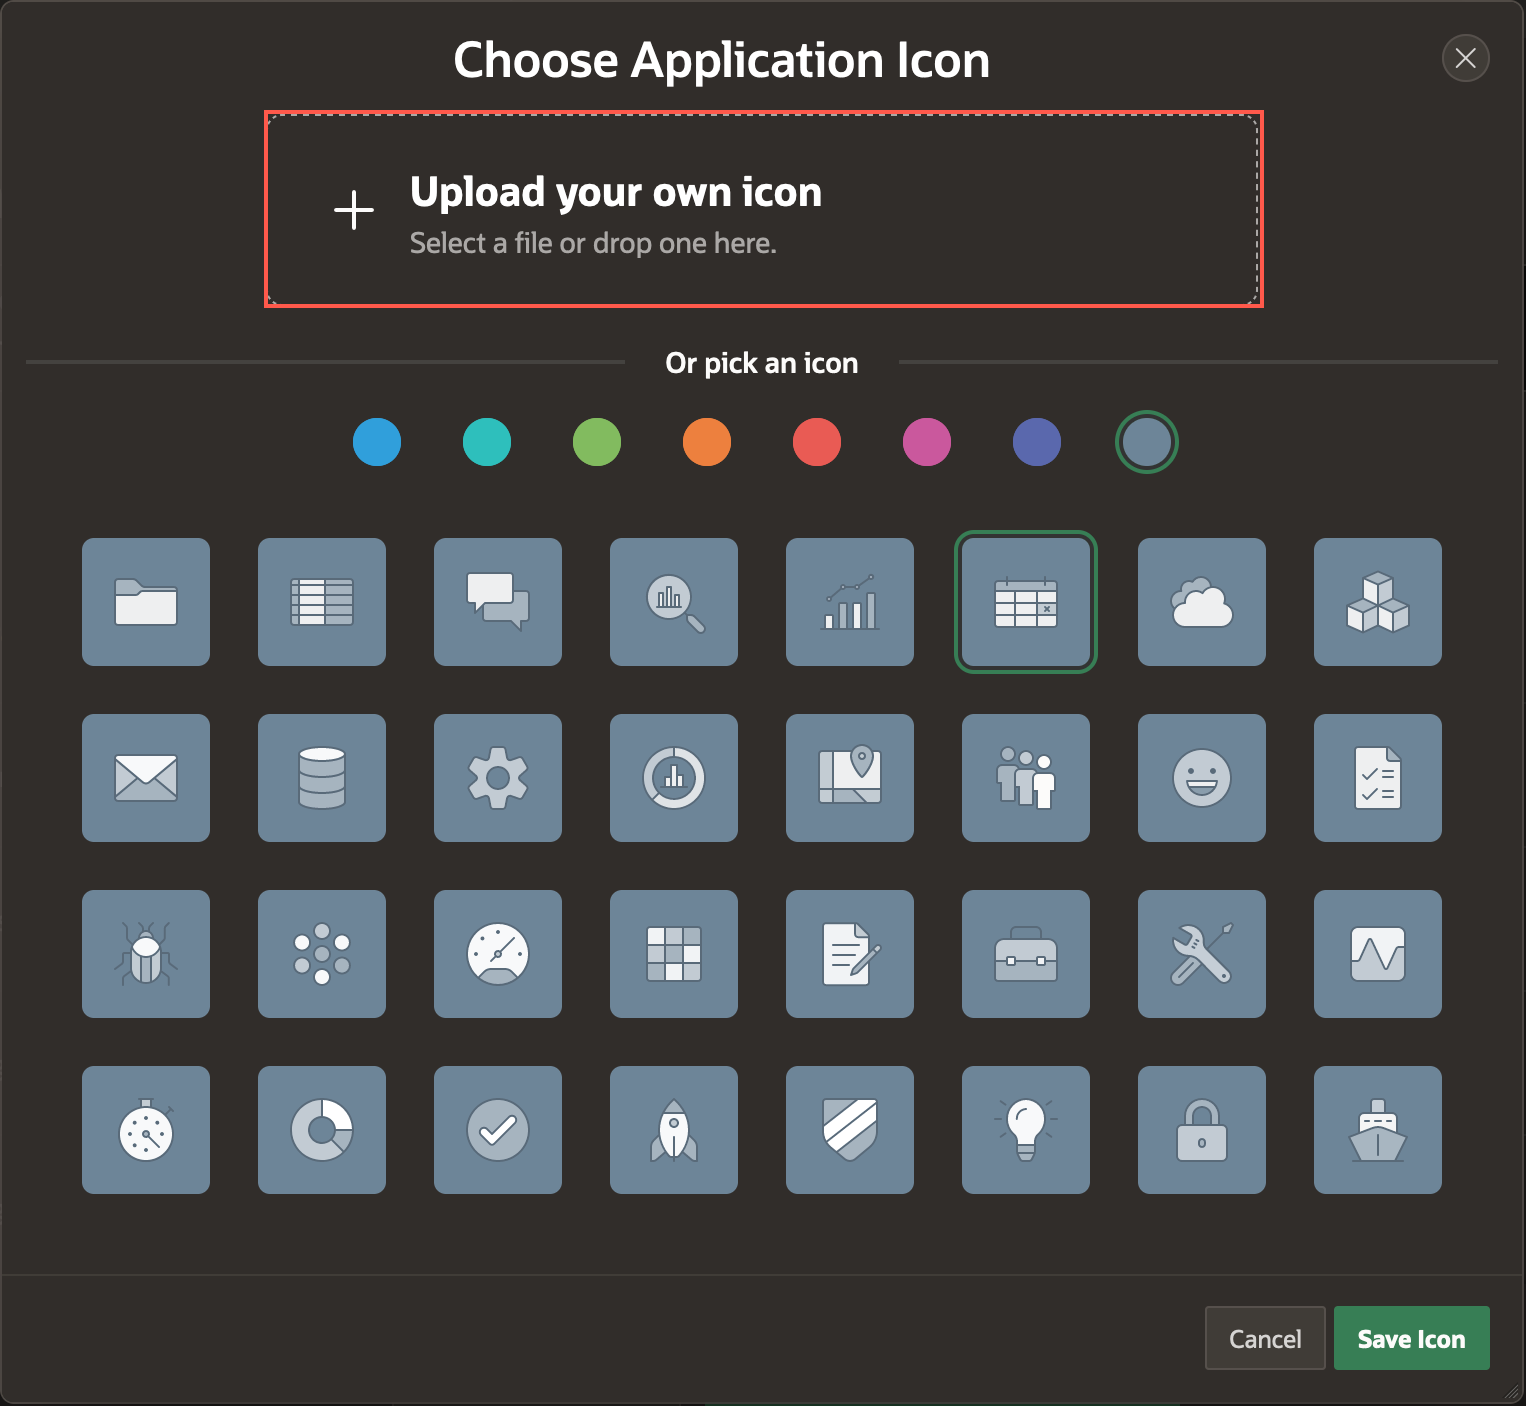 Choose Application Icon
Upload your own icon
Select a file or drop one here.
Or pick an icon
Cancel
Save Icon